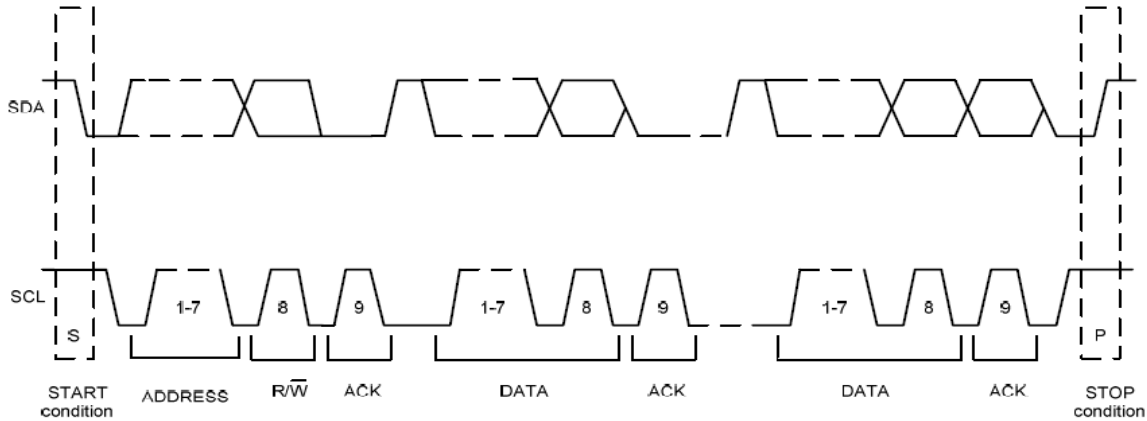 SDA
SCL
1-7
8
9
1-7
8
9
1-7
8
9
S
P
START
condition
ADDRESS
R/W̅
ACK
DATA
ACK
DATA
ACK
STOP
condition